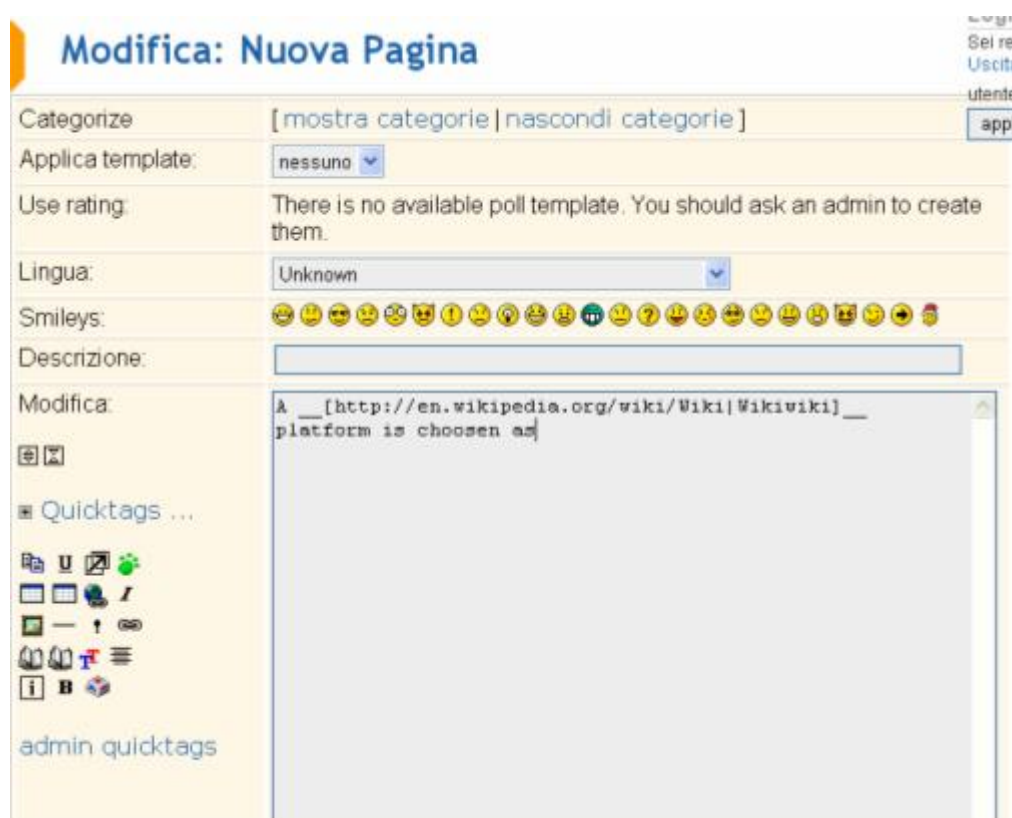 Modifica: Nuova Pagina
Sei re
Uscita
utente
app
Categorize [mostra categorie|nascondi categorie]
Applica template: nessuno
Use rating: There is no available poll template. You should ask an admin to create
them.
Lingua: Unknown
Smileys:
Descrizione:
Modifica: A __[http://en.wikipedia.org/wiki/Wiki|Wikiwiki]__
platform is choosen as
Quicktags ...
U
I
T T
i B
admin quicktags